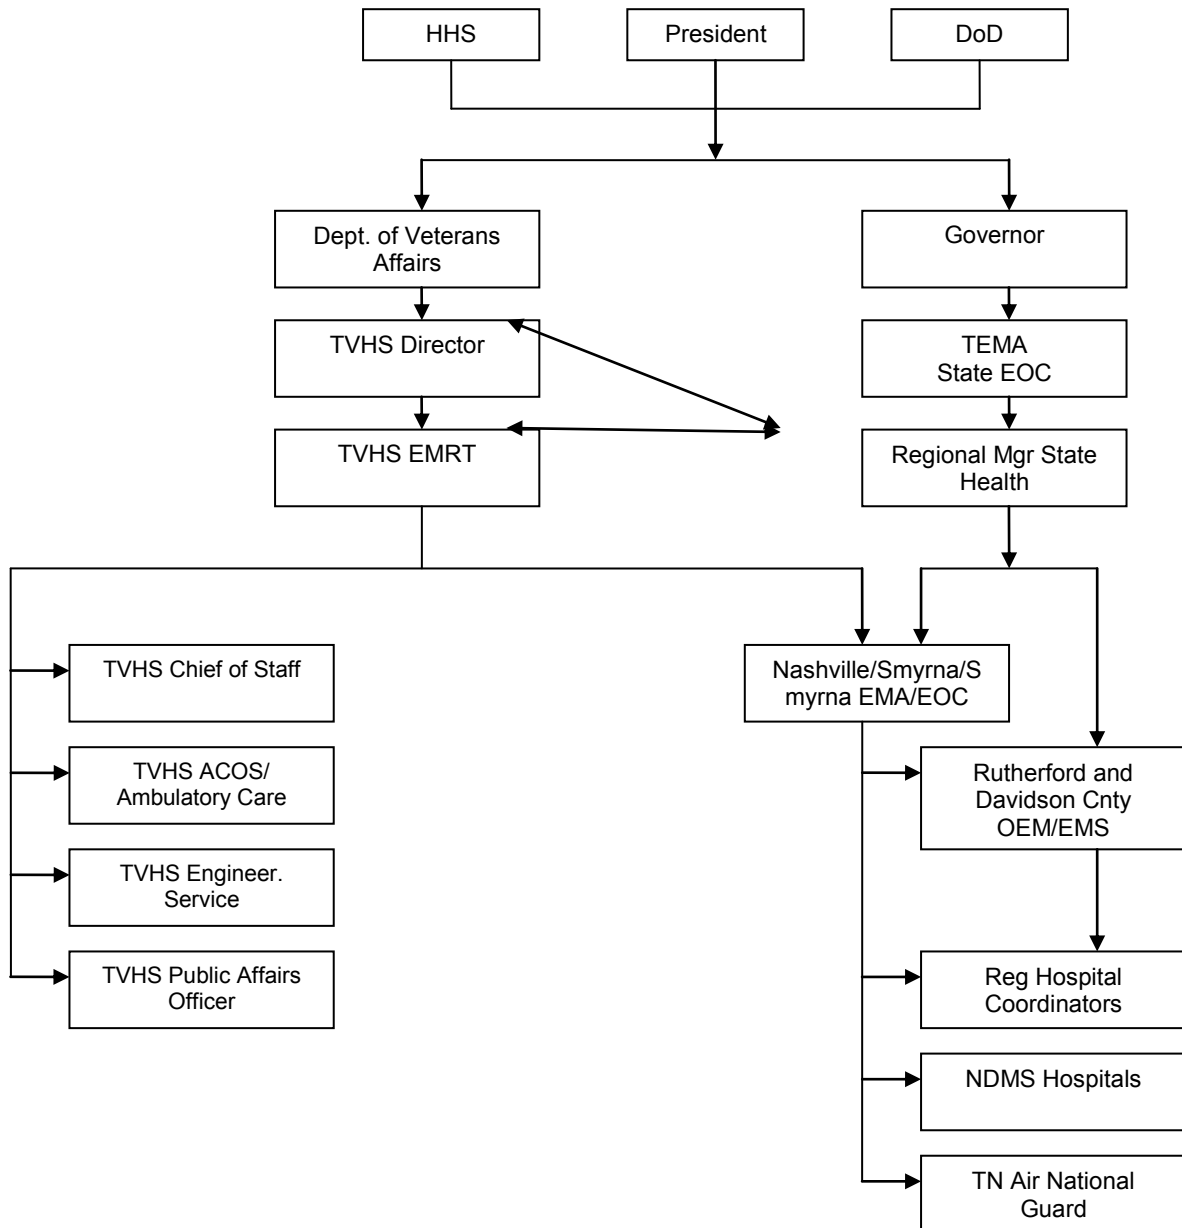 HHS
President
DoD
Dept. of Veterans
Affairs
Governor
TVHS Director
TEMA
State EOC
TVHS EMRT
Regional Mgr State
Health
TVHS Chief of Staff
Nashville/Smyrna/S
myrna EMA/EOC
TVHS ACOS/
Ambulatory Care
Rutherford and
Davidson Cnty
OEM/EMS
TVHS Engineer.
Service
TVHS Public Affairs
Officer
Reg Hospital
Coordinators
NDMS Hospitals
TN Air National
Guard